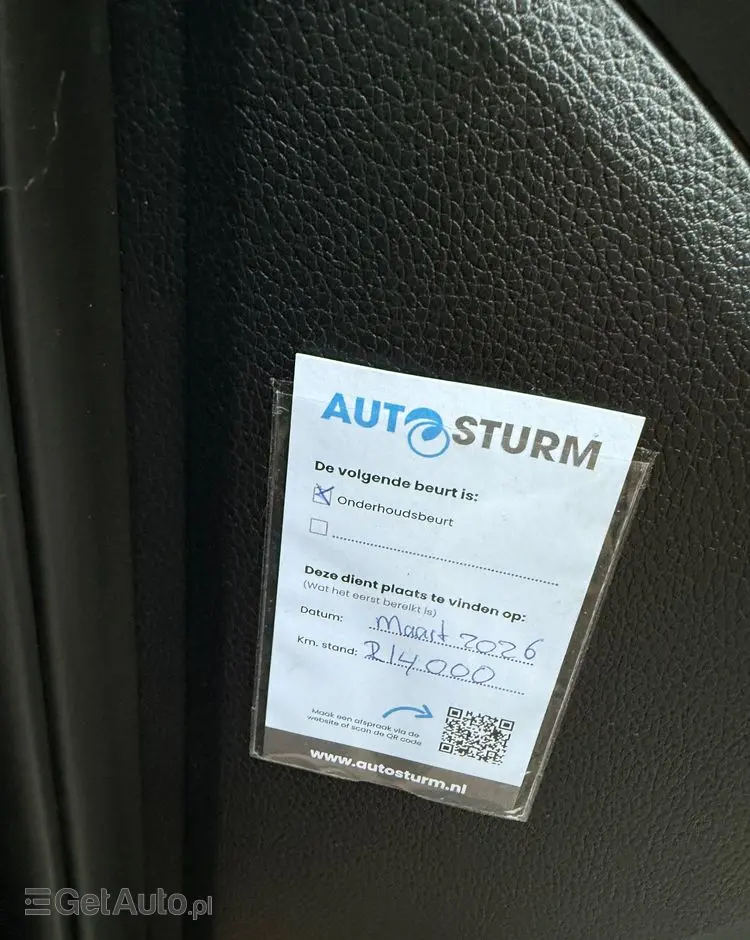 AUTOSTURM
De volgende beurt is:
Onderhoudsbeurt
Deze dient plaats te vinden op:
(Wat het eerst bereikt is)
Datum: Maart 2026
Km. stand: 214.000
Maak een afspraak via de
website of scan de QR code
www.autosturm.nl
GetAuto.pl